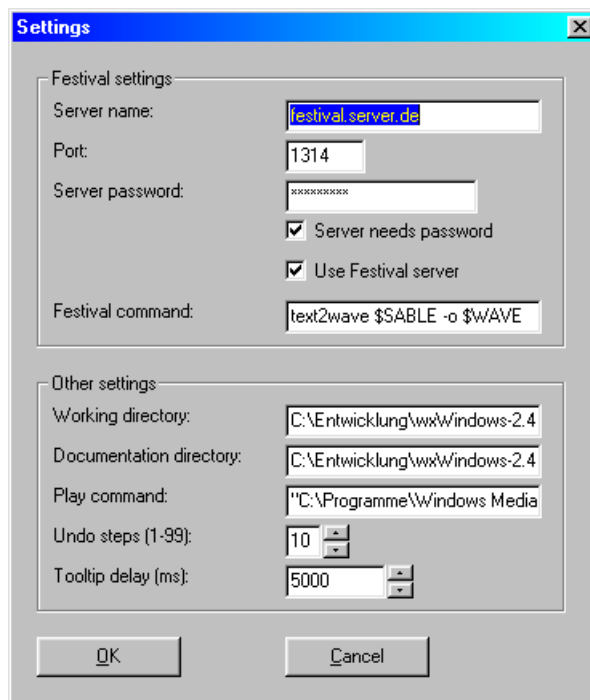 Settings
Festival settings
Server name: festival.server.de
Port: 1314
Server password: *********
Server needs password
Use Festival server
Festival command: text2wave $SABLE -o $WAVE
Other settings
Working directory: C:\Entwicklung\wxWindows-2.4
Documentation directory: C:\Entwicklung\wxWindows-2.4
Play command: "C:\Programme\Windows Media
Undo steps (1-99): 10
Tooltip delay (ms): 5000
OK Cancel